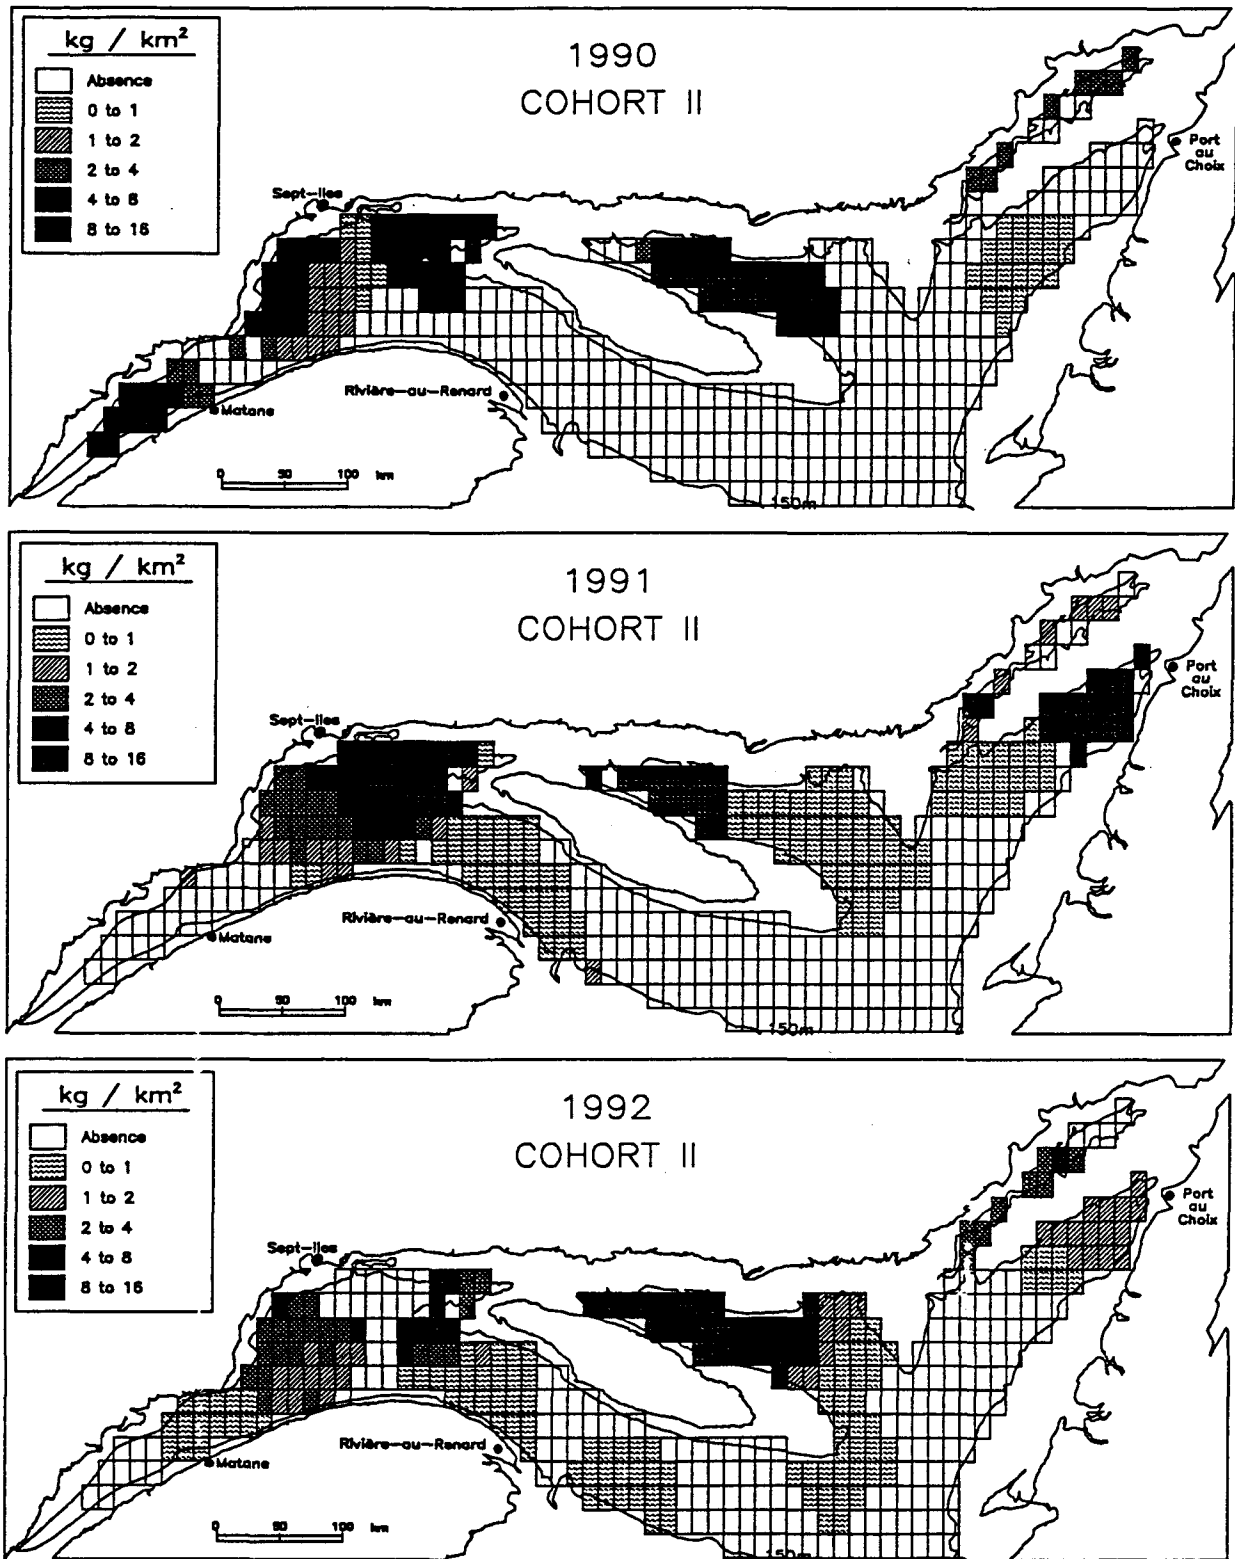 kg / km²
Absence
0 to 1
1 to 2
2 to 4
4 to 8
8 to 16
1990
COHORT II
Sept-Iles
Port
au
Choix
Rivière-au-Renard
Matane
0 50 100 km
150m
kg / km²
Absence
0 to 1
1 to 2
2 to 4
4 to 8
8 to 16
1991
COHORT II
Sept-Iles
Port
au
Choix
Rivière-au-Renard
Matane
0 50 100 km
150m
kg / km²
Absence
0 to 1
1 to 2
2 to 4
4 to 8
8 to 16
1992
COHORT II
Sept-Iles
Port
au
Choix
Rivière-au-Renard
Matane
0 50 100 km
150m